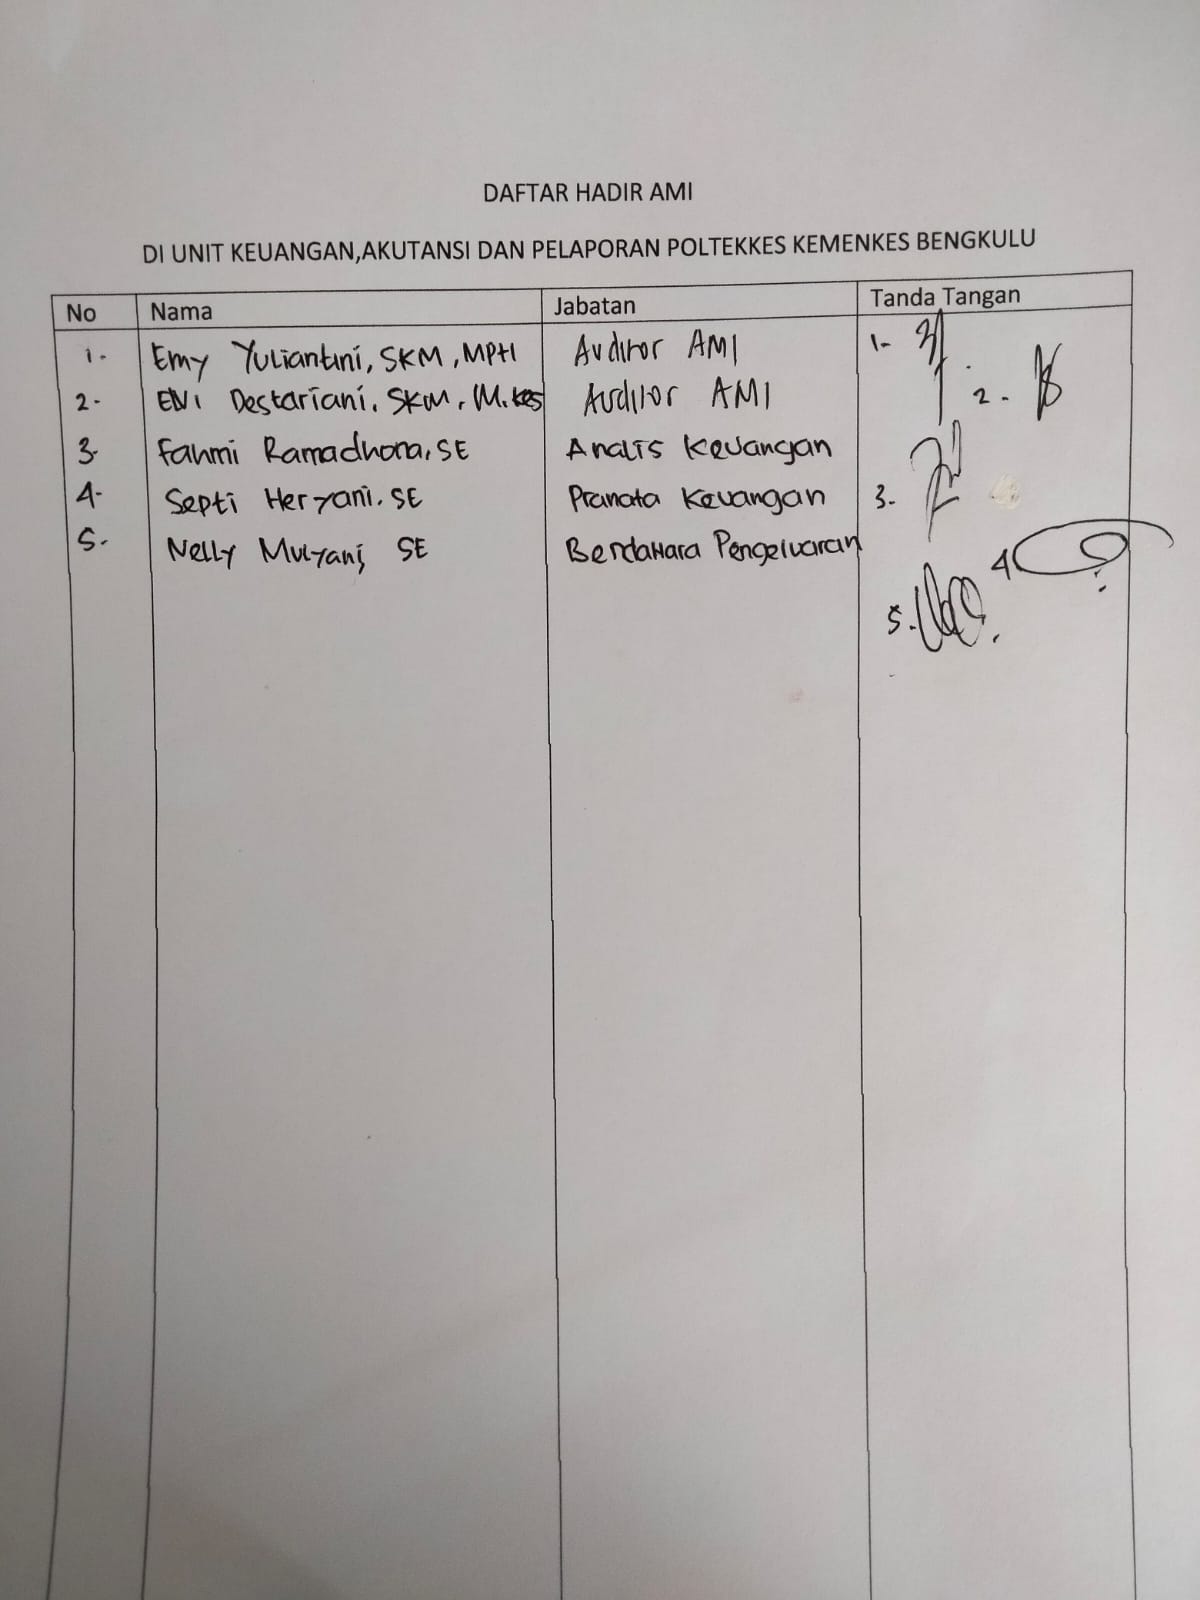 DAFTAR HADIR AMI
DI UNIT KEUANGAN,AKUTANSI DAN PELAPORAN POLTEKKES KEMENKES BENGKULU
No Nama Jabatan Tanda Tangan
1. Emy Yuliantini, SKM, MPH Auditor AMI 1.
2. ENI Destariani, SKM, M.kes Auditor AMI 2.
3. Fahmi Ramadhona, SE Analis Keuangan 3.
4. Septi Heryani, SE Pranata Keuangan 4
5. Nelly Mulyani, SE Bendahara Pengeluaran 5.